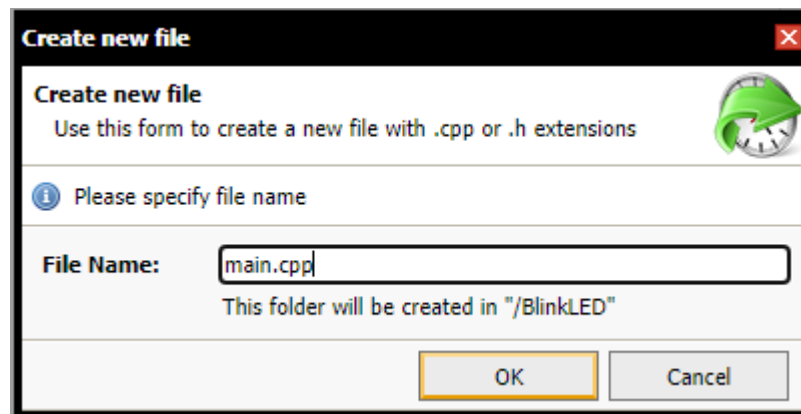 Create new file
Create new file
Use this form to create a new file with .cpp or .h extensions
Please specify file name
File Name: main.cpp
This folder will be created in "/BlinkLED"
OK Cancel